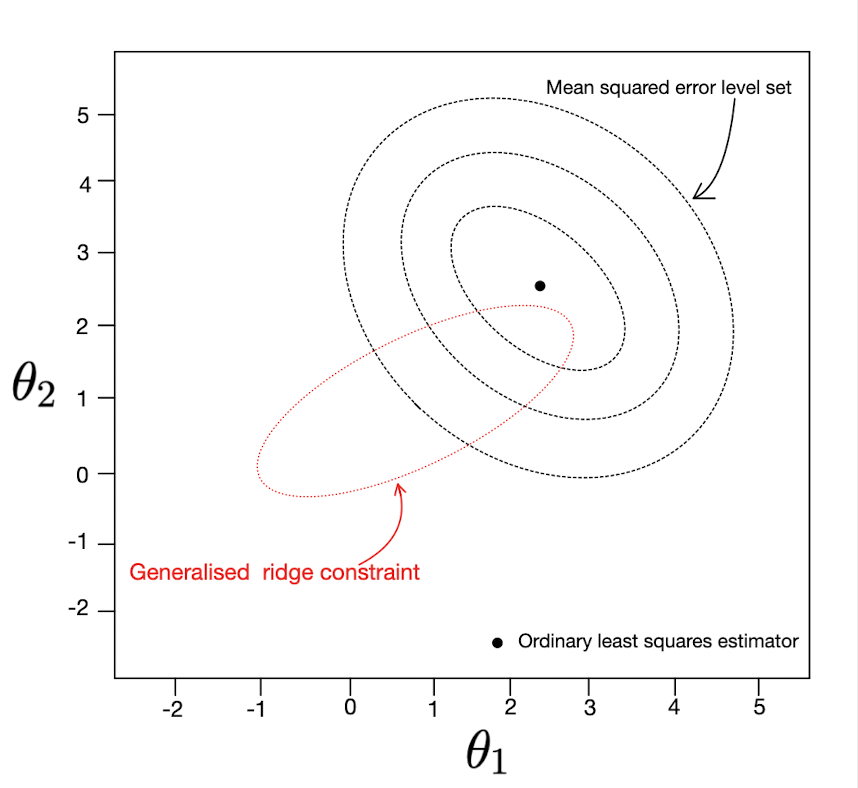 Mean squared error level set
5
4
3
2
1
0
-1
-2
θ2
Generalised ridge constraint
Ordinary least squares estimator
-2 -1 0 1 2 3 4 5
θ1